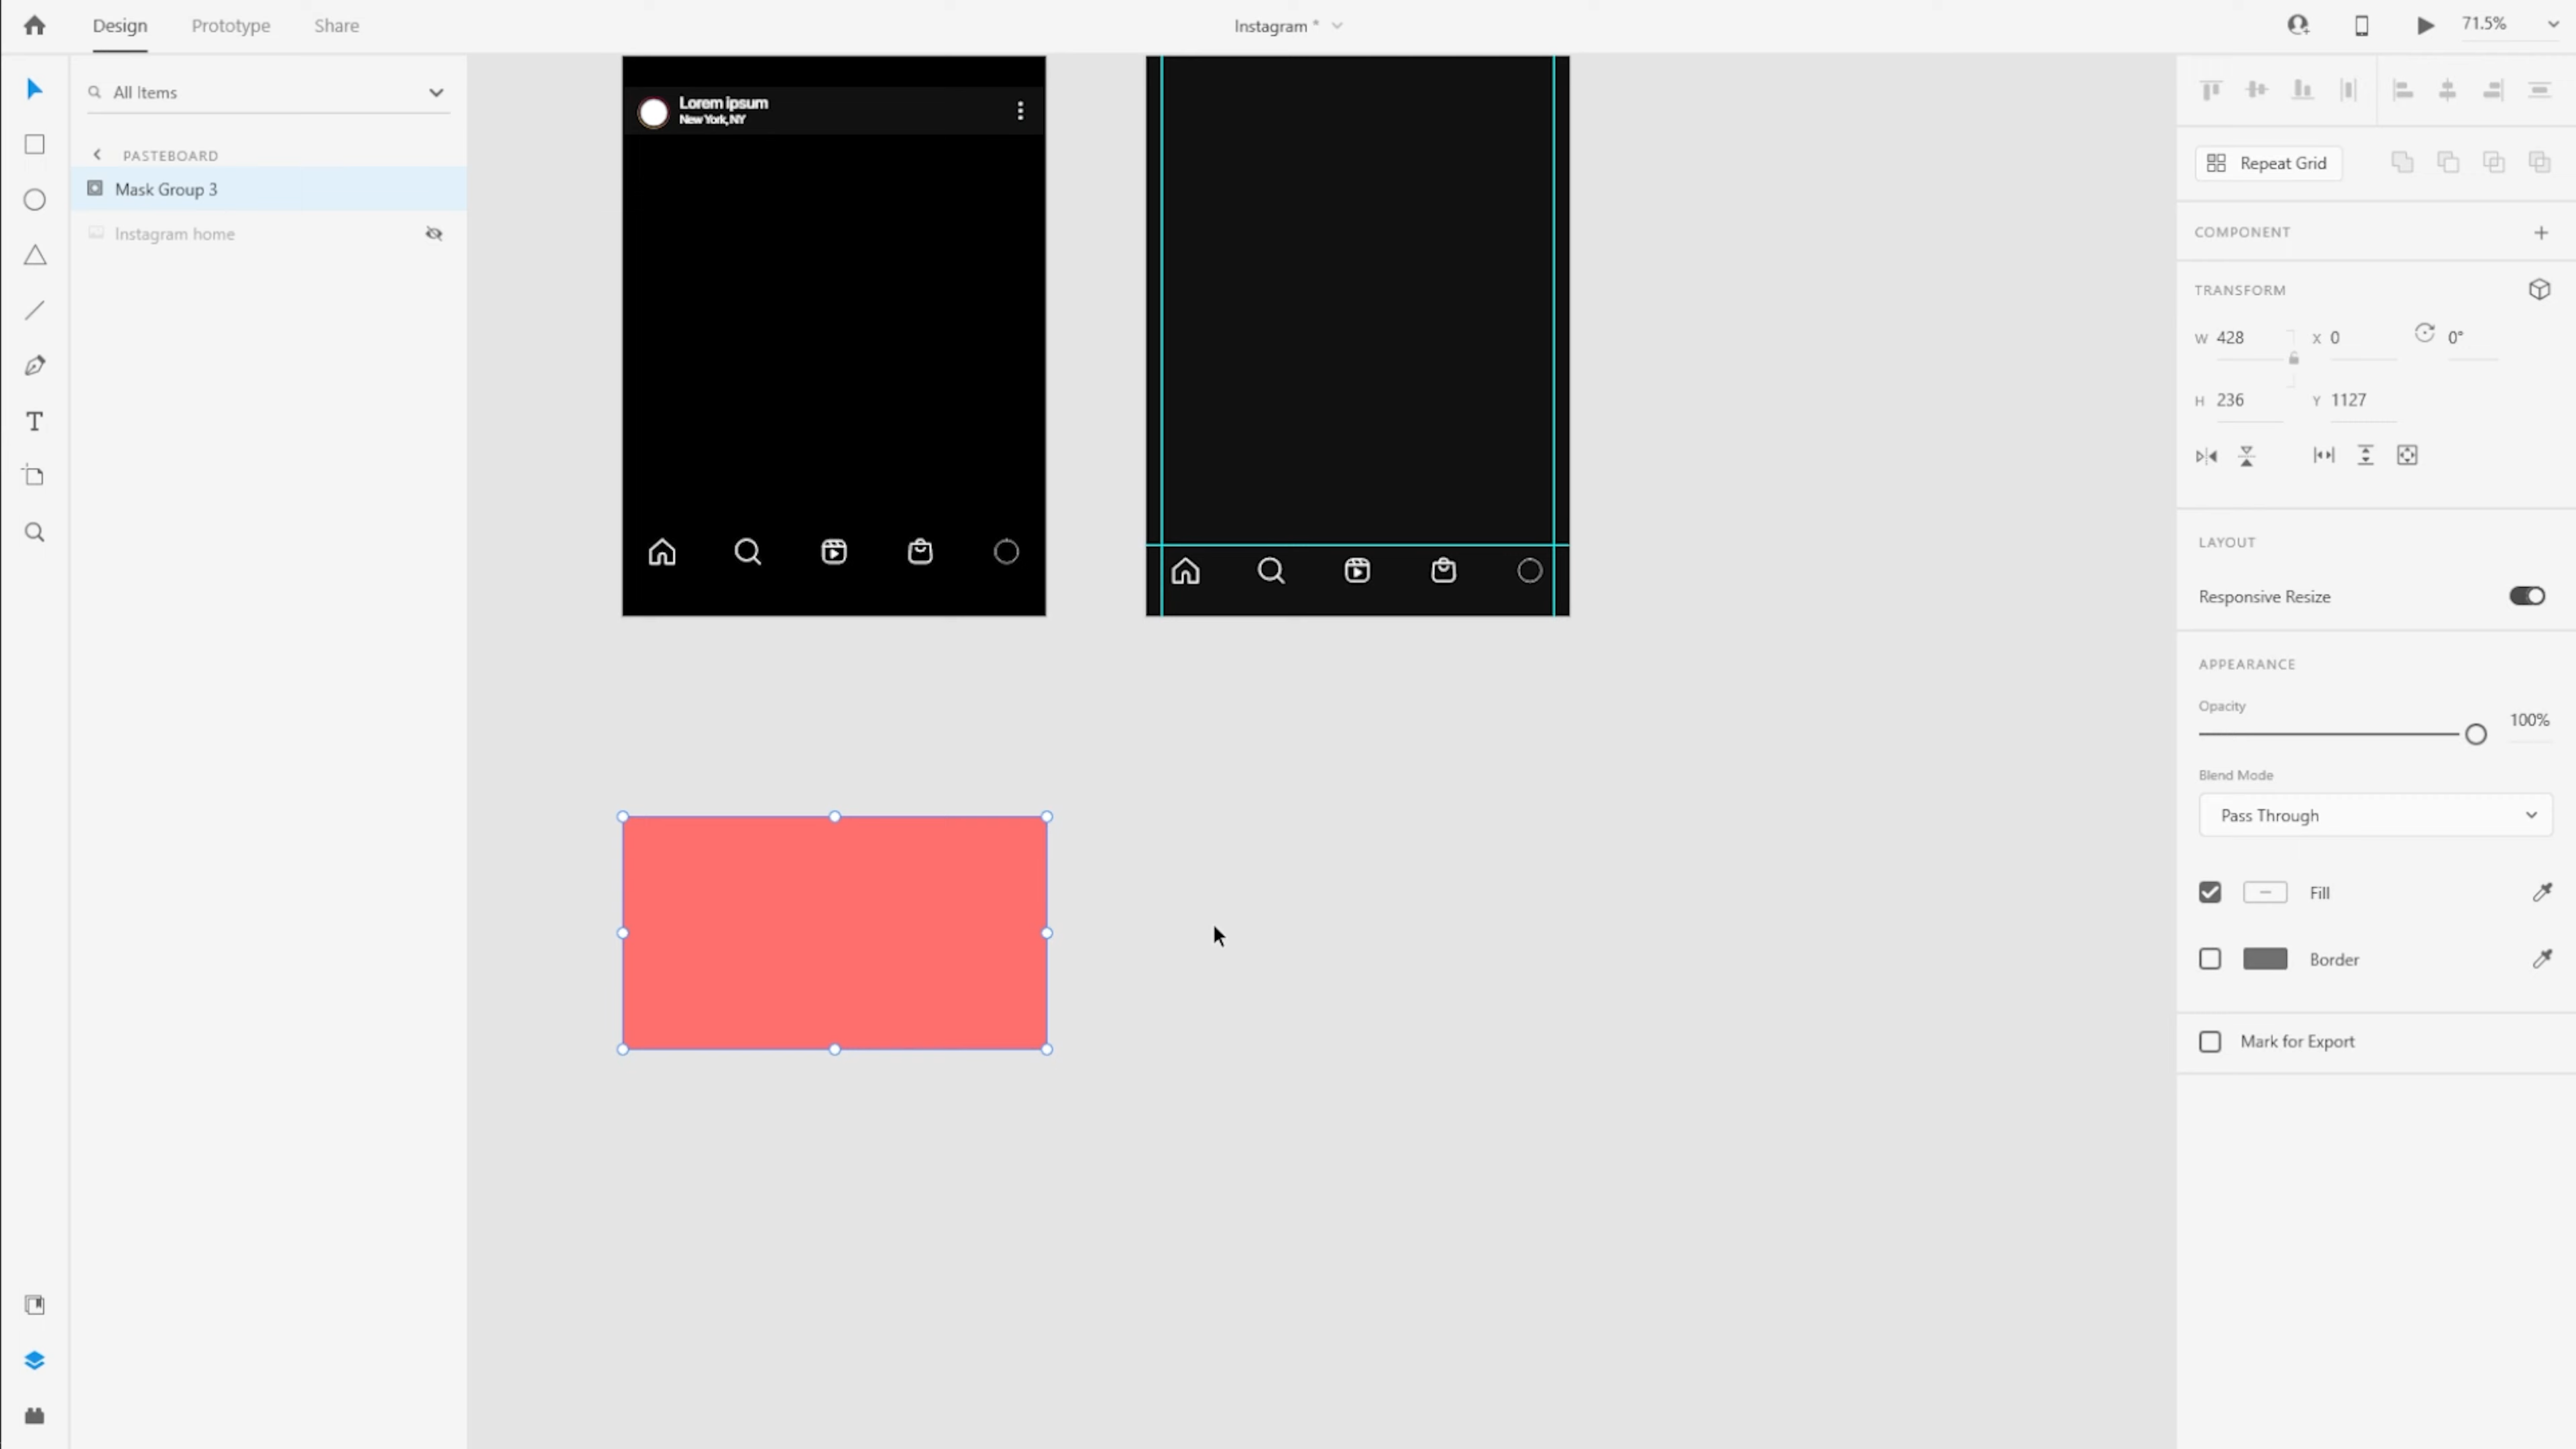 Design Prototype Share Instagram * 71.5%
All Items
PASTEBOARD
Mask Group 3
Instagram home
Lorem ipsum
New York, NY
Repeat Grid
COMPONENT
TRANSFORM
W 428 X 0 0°
H 236 Y 1127
LAYOUT
Responsive Resize
APPEARANCE
Opacity
100%
Blend Mode
Pass Through
Fill
Border
Mark for Export